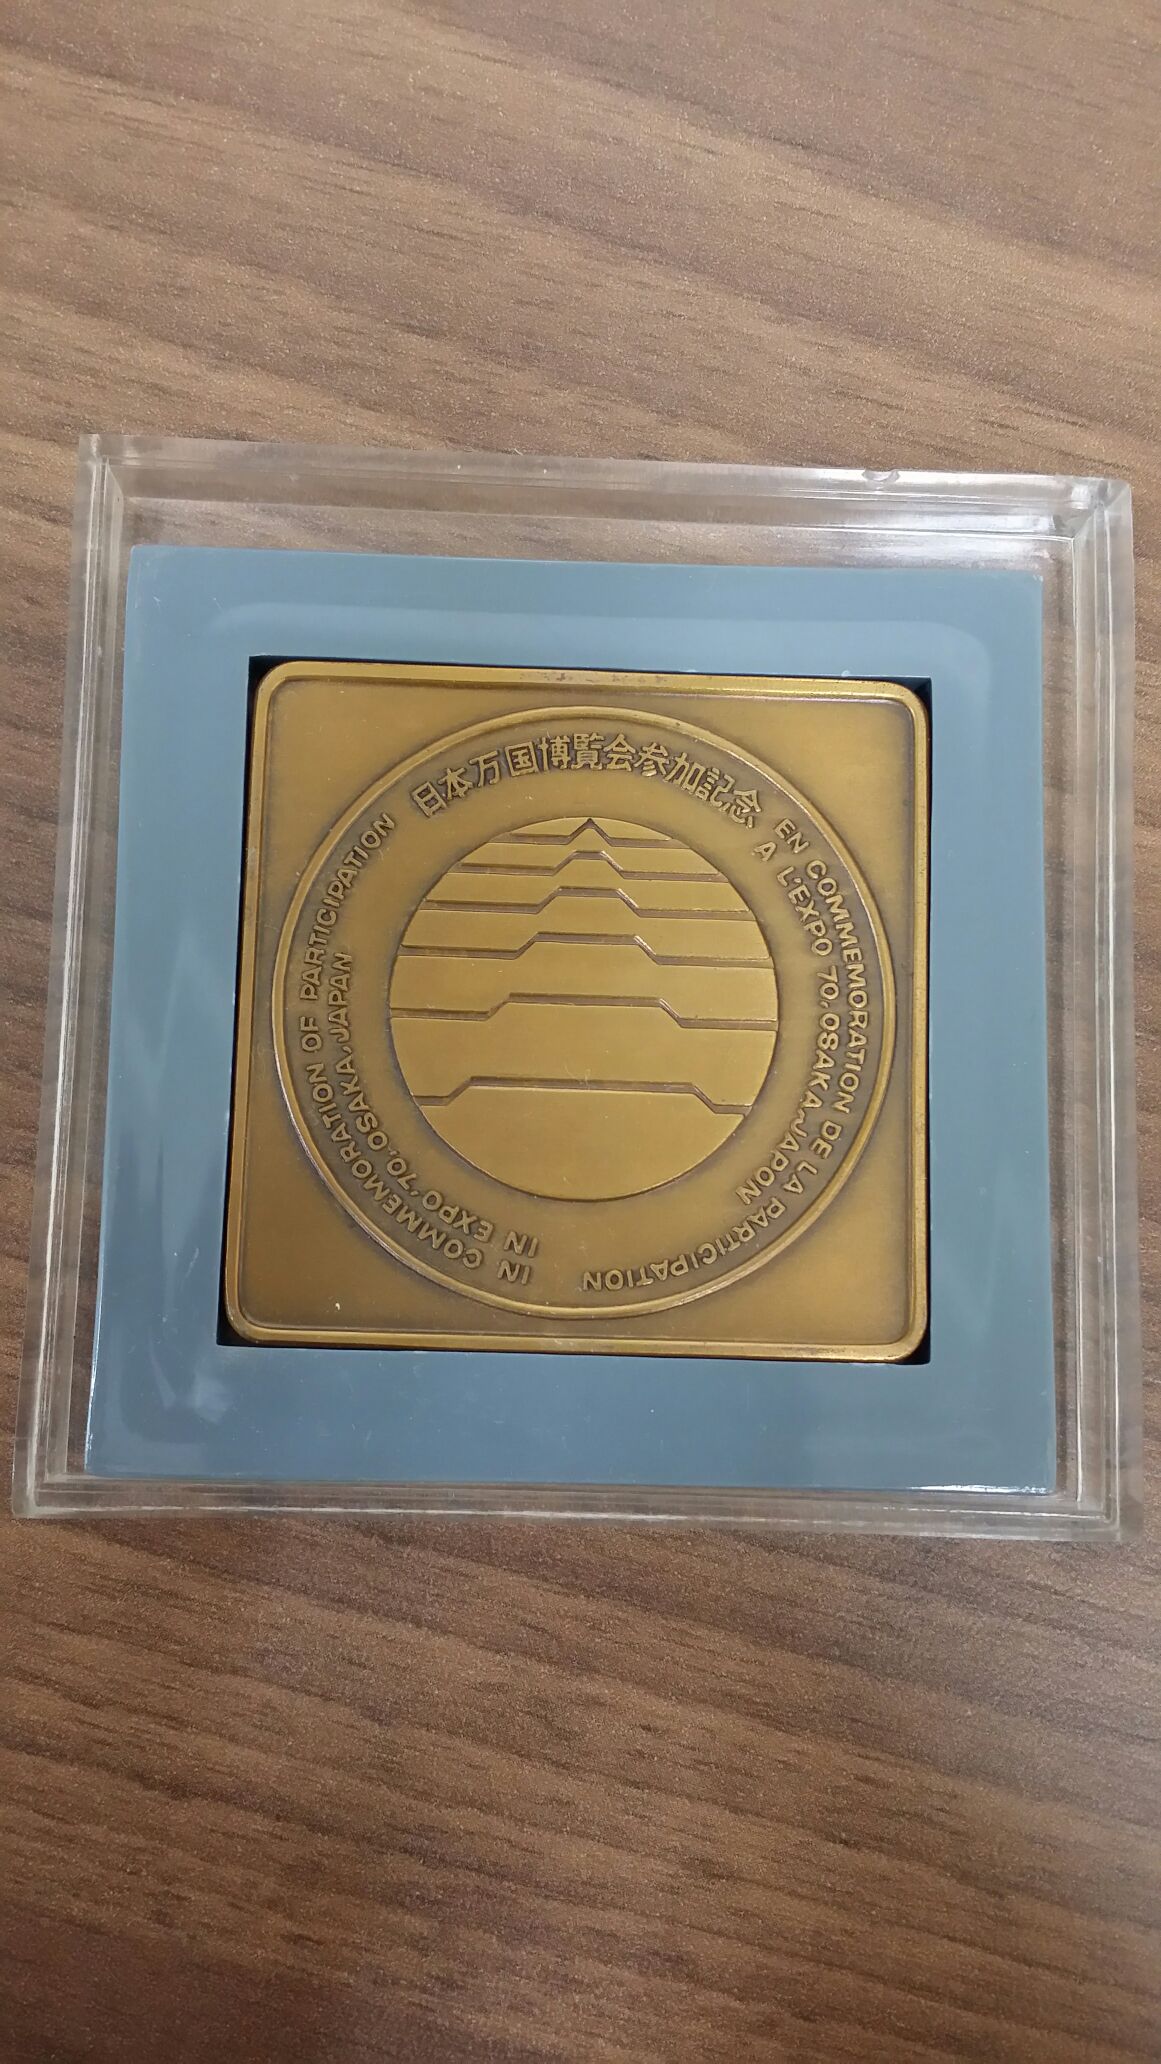 日本万国博覧会参加記念
EN COMMEMORATION DE LA PARTICIPATION
A L'EXPO 70, OSAKA, JAPON
IN COMMEMORATION OF PARTICIPATION
IN EXPO '70, OSAKA, JAPAN